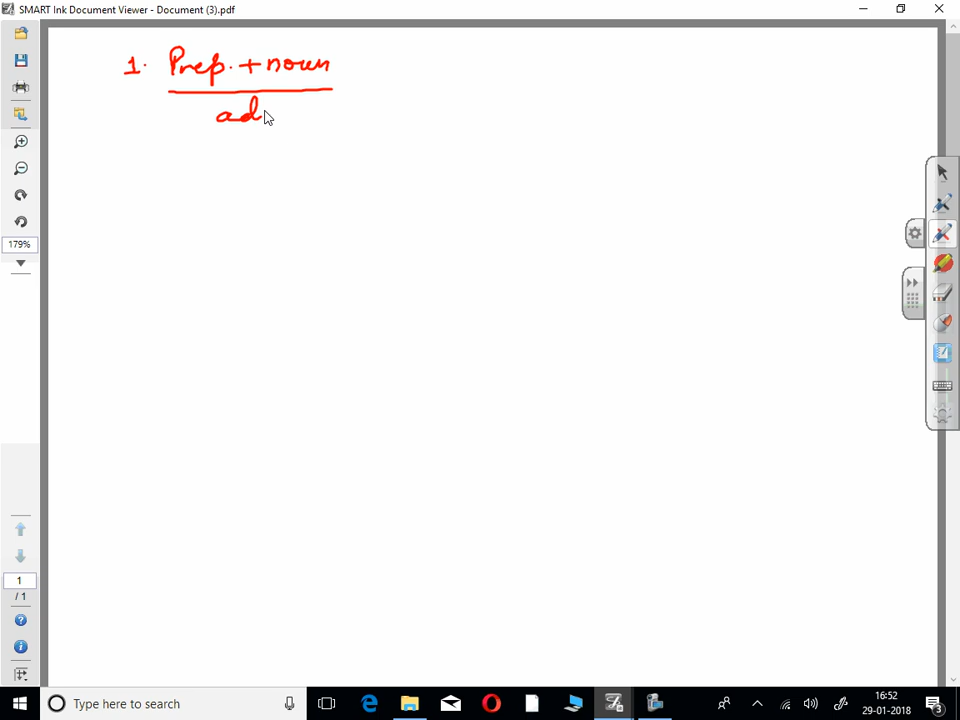 SMART Ink Document Viewer - Document (3).pdf
1. Prep. + noun
ad
179%
1
/ 1
Type here to search
16:52
29-01-2018
3